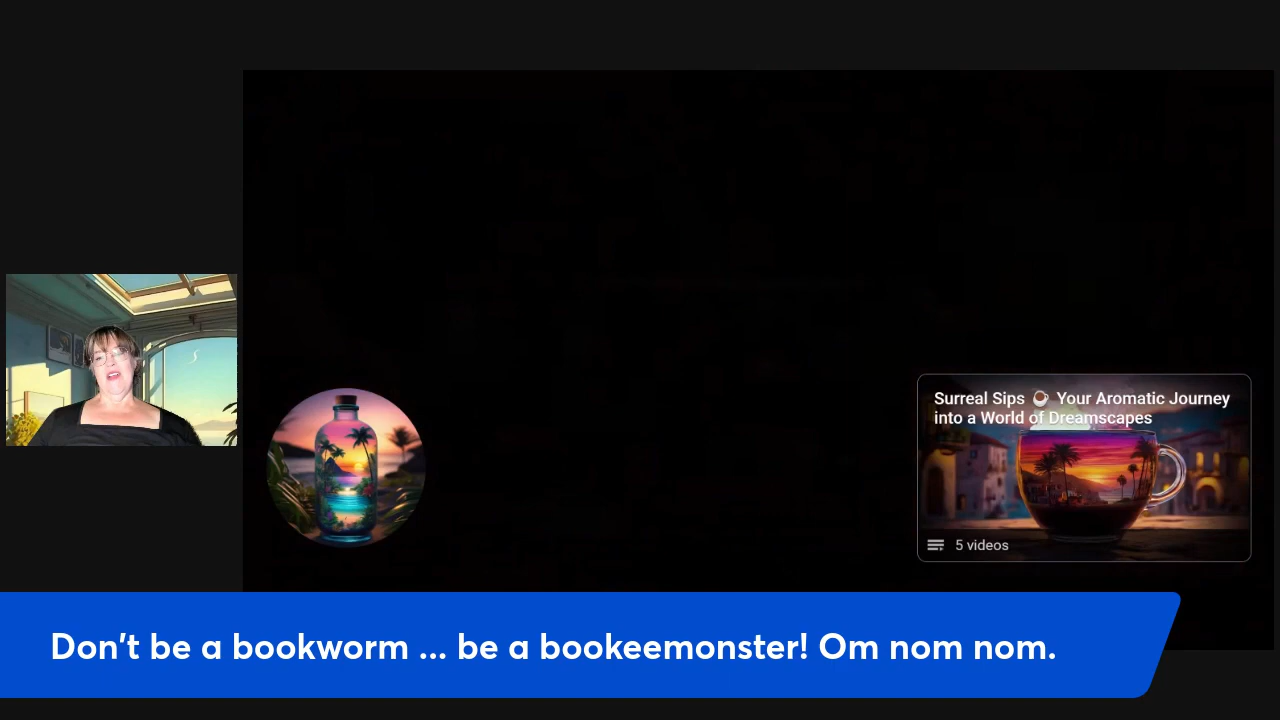 Surreal Sips ☕ Your Aromatic Journey
into a World of Dreamscapes
5 videos
Don't be a bookworm ... be a bookeemonster! Om nom nom.